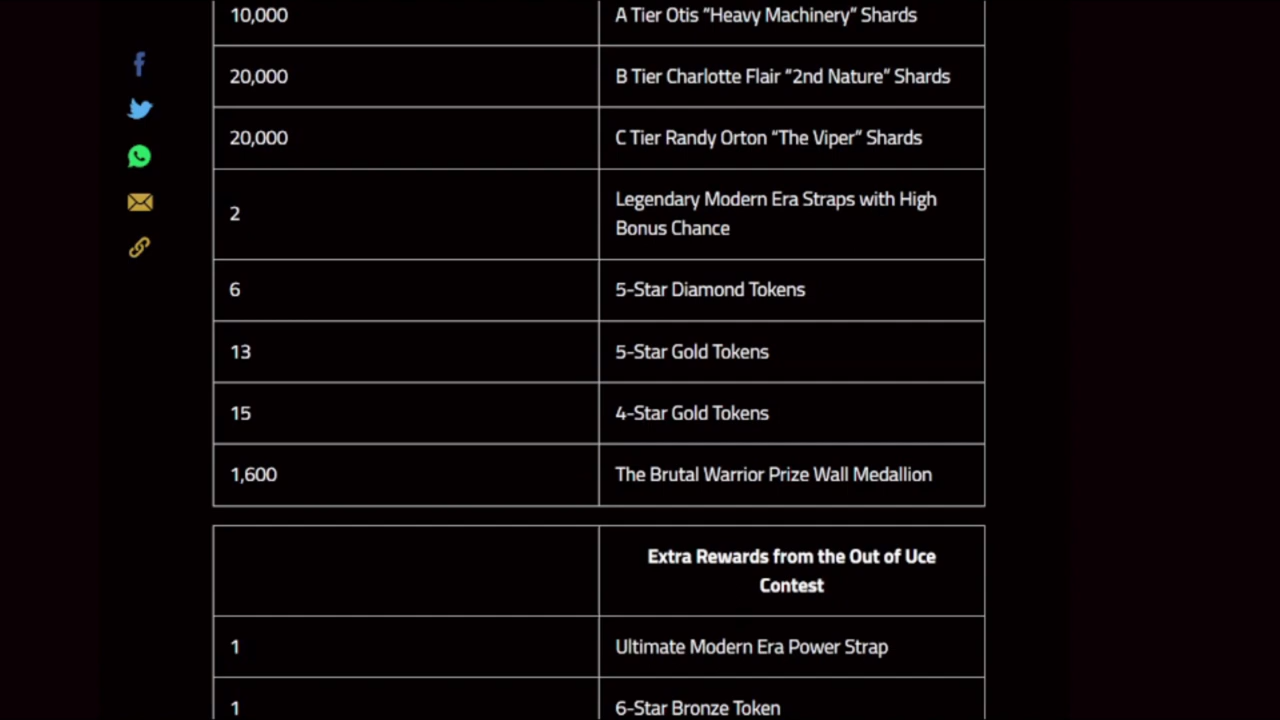 10,000 A Tier Otis “Heavy Machinery” Shards
20,000 B Tier Charlotte Flair “2nd Nature” Shards
20,000 C Tier Randy Orton “The Viper” Shards
2 Legendary Modern Era Straps with High
Bonus Chance
6 5-Star Diamond Tokens
13 5-Star Gold Tokens
15 4-Star Gold Tokens
1,600 The Brutal Warrior Prize Wall Medallion
Extra Rewards from the Out of Uce
Contest
1 Ultimate Modern Era Power Strap
1 6-Star Bronze Token